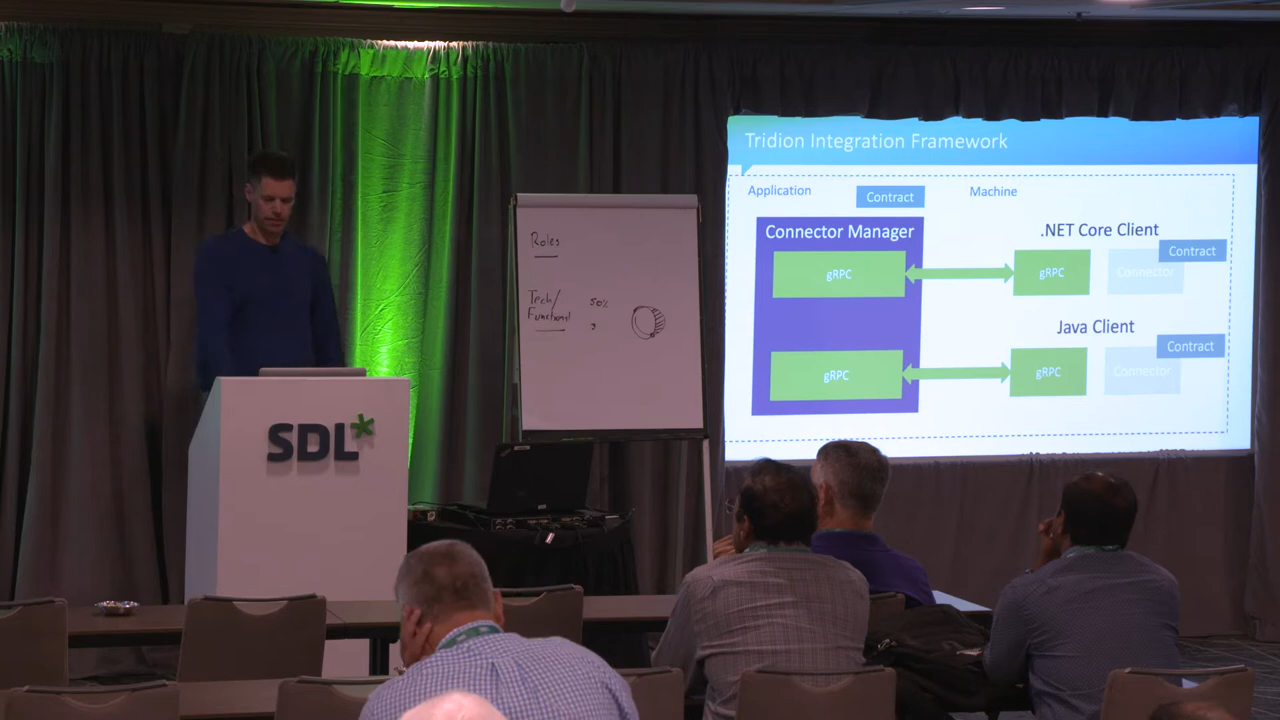 SDL*
Roles
Tech/
Functional
50%
Tridion Integration Framework
Application
Contract
Machine
Connector Manager
.NET Core Client
gRPC
gRPC
Connector
Contract
Java Client
gRPC
gRPC
Connector
Contract